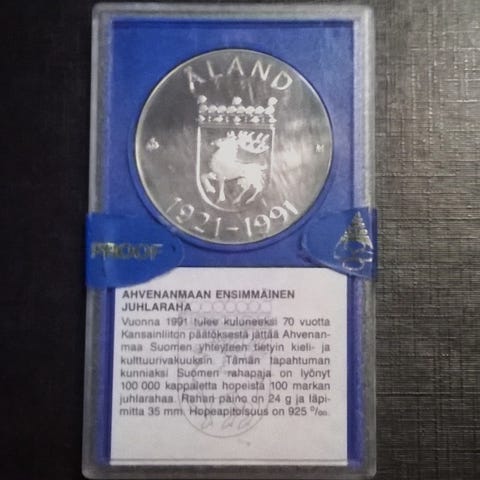 ÅLAND
1921-1991
PROOF
AHVENANMAAN ENSIMMÄINEN
JUHLARAHA
Vuonna 1991 tulee kuluneeksi 70 vuotta
Kansainliiton päätöksestä jättää Ahvenan-
maa Suomen yhteyteen tietyin kieli- ja
kulttuurivakuuksin. Tämän tapahtuman
kunniaksi Suomen rahapaja on lyönyt
100 000 kappaletta hopeista 100 markan
juhlarahaa. Rahan paino on 24 g ja läpi-
mitta 35 mm. Hopeapitoisuus on 925 ⁰/₀₀.